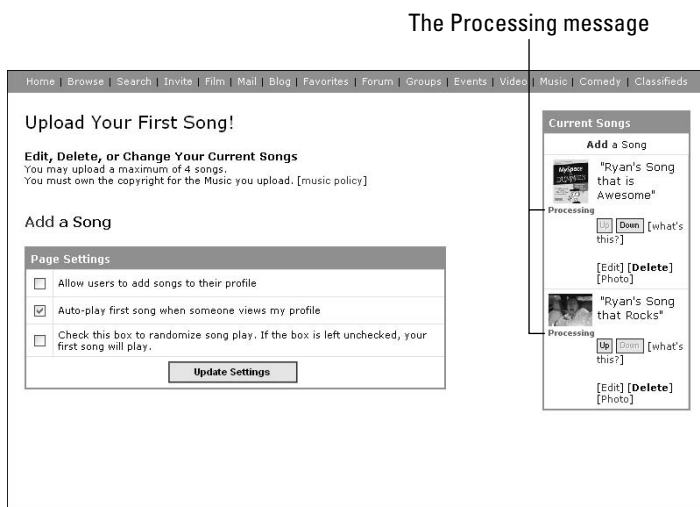 The Processing message
Home | Browse | Search | Invite | Film | Mail | Blog | Favorites | Forum | Groups | Events | Video | Music | Comedy | Classifieds
Upload Your First Song!
Edit, Delete, or Change Your Current Songs
You may upload a maximum of 4 songs.
You must own the copyright for the Music you upload. [music policy]
Add a Song
Page Settings
Allow users to add songs to their profile
Auto-play first song when someone views my profile
Check this box to randomize song play. If the box is left unchecked, your
first song will play.
Update Settings
Current Songs
Add a Song
MySpace
"Ryan's Song
that is
Awesome"
Processing
Up Down [what's
this?]
[Edit] [Delete]
[Photo]
"Ryan's Song
that Rocks"
Processing
Up Down [what's
this?]
[Edit] [Delete]
[Photo]